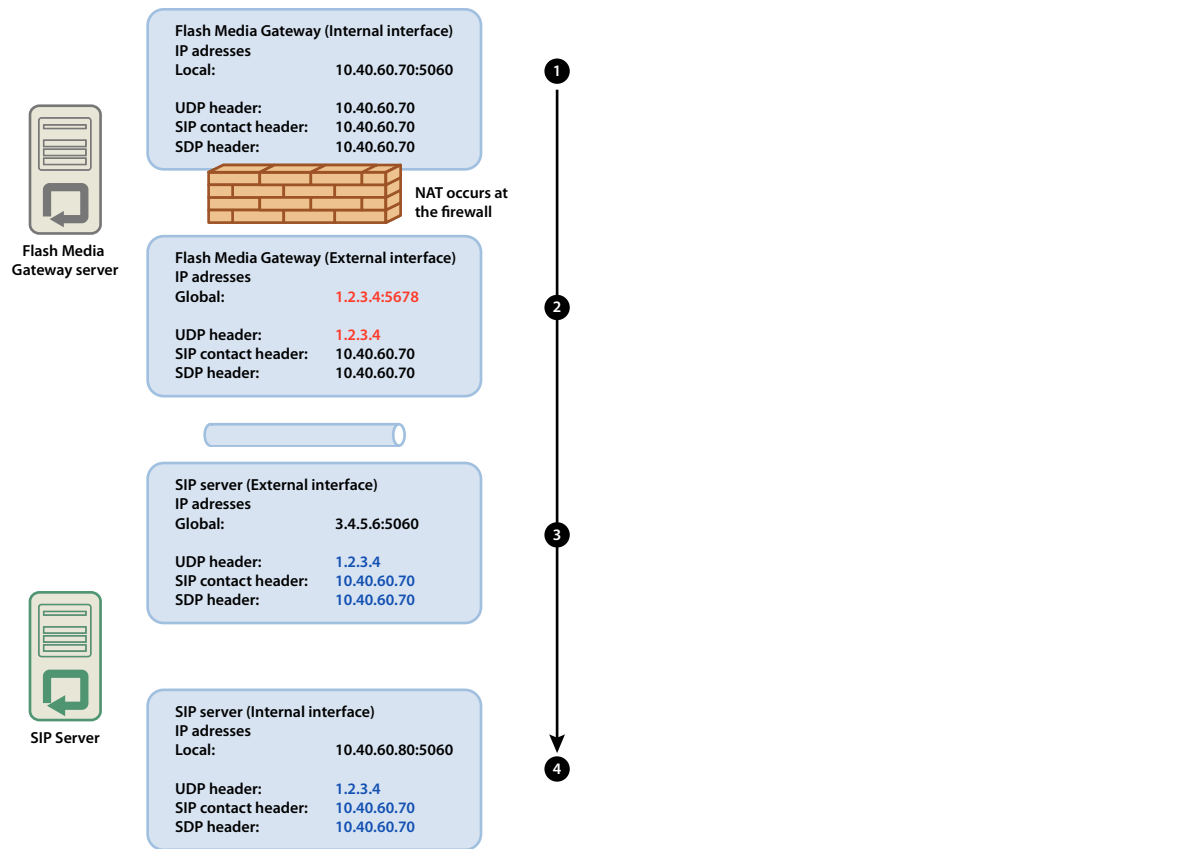 Flash Media Gateway (Internal interface)
IP adresses
Local: 10.40.60.70:5060
UDP header: 10.40.60.70
SIP contact header: 10.40.60.70
SDP header: 10.40.60.70
1
NAT occurs at
the firewall
Flash Media
Gateway server
Flash Media Gateway (External interface)
IP adresses
Global: 1.2.3.4:5678
UDP header: 1.2.3.4
SIP contact header: 10.40.60.70
SDP header: 10.40.60.70
2
SIP server (External interface)
IP adresses
Global: 3.4.5.6:5060
UDP header: 1.2.3.4
SIP contact header: 10.40.60.70
SDP header: 10.40.60.70
3
SIP Server
SIP server (Internal interface)
IP adresses
Local: 10.40.60.80:5060
UDP header: 1.2.3.4
SIP contact header: 10.40.60.70
SDP header: 10.40.60.70
4